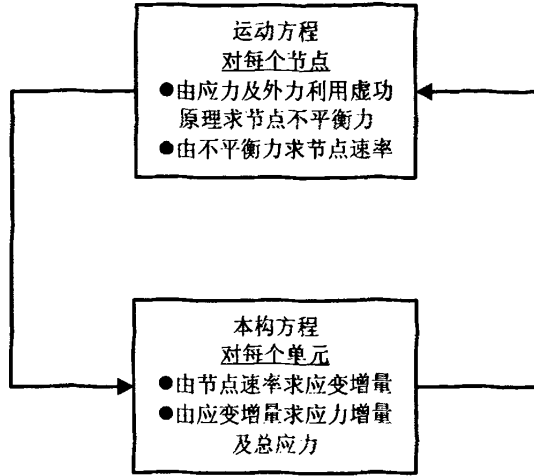 运动方程
对每个节点
●由应力及外力利用虚功
原理求节点不平衡力
●由不平衡力求节点速率
本构方程
对每个单元
●由节点速率求应变增量
●由应变增量求应力增量
及总应力